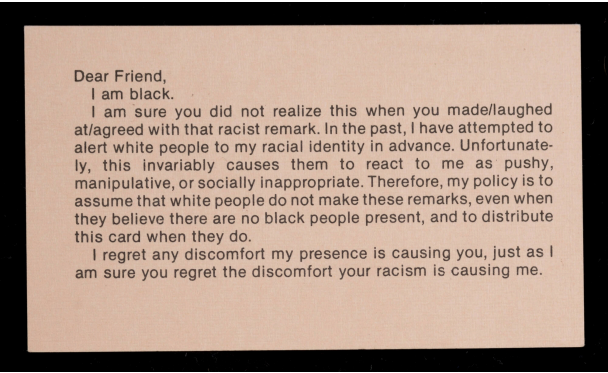 Dear Friend,
I am black.
I am sure you did not realize this when you made/laughed
at/agreed with that racist remark. In the past, I have attempted to
alert white people to my racial identity in advance. Unfortunate-
ly, this invariably causes them to react to me as pushy,
manipulative, or socially inappropriate. Therefore, my policy is to
assume that white people do not make these remarks, even when
they believe there are no black people present, and to distribute
this card when they do.
I regret any discomfort my presence is causing you, just as I
am sure you regret the discomfort your racism is causing me.